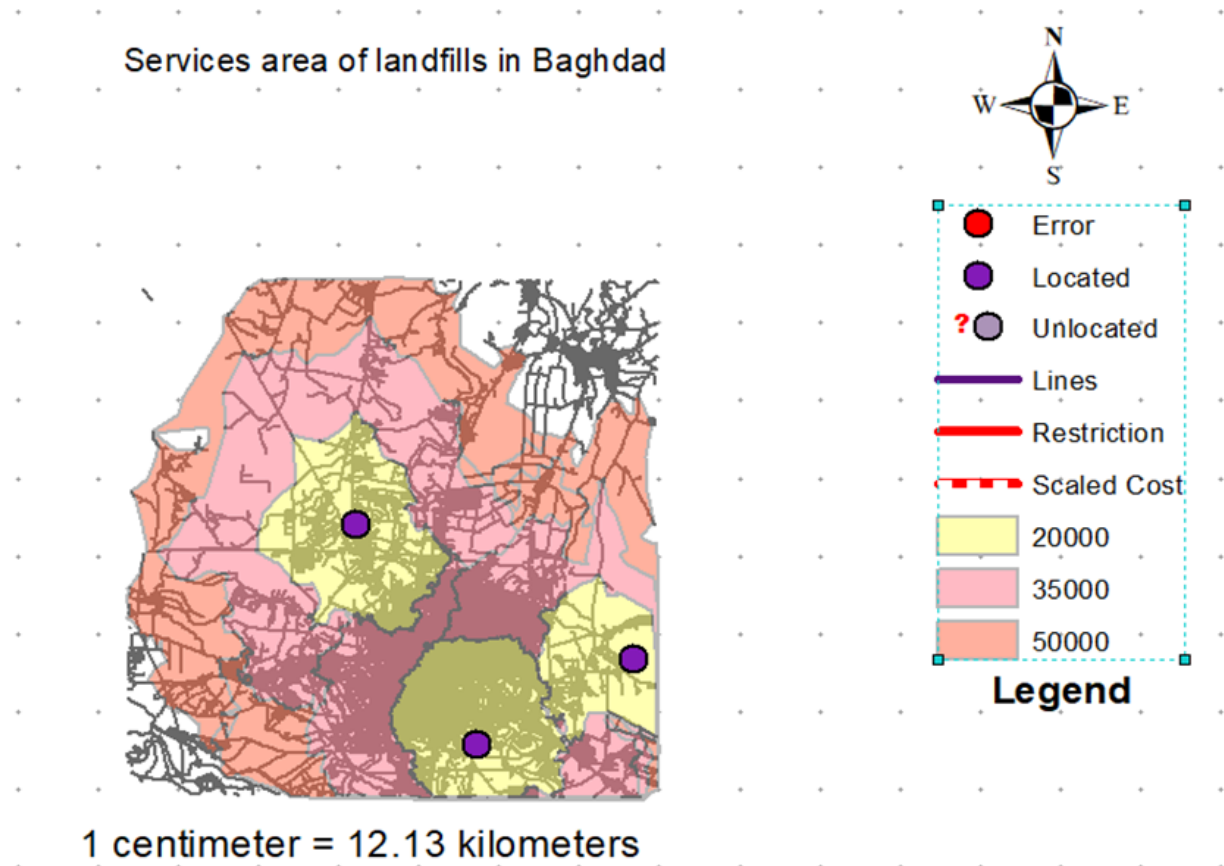 Services area of landfills in Baghdad
N
W E
S
Error
Located
? Unlocated
Lines
Restriction
Scaled Cost
20000
35000
50000
Legend
1 centimeter = 12.13 kilometers